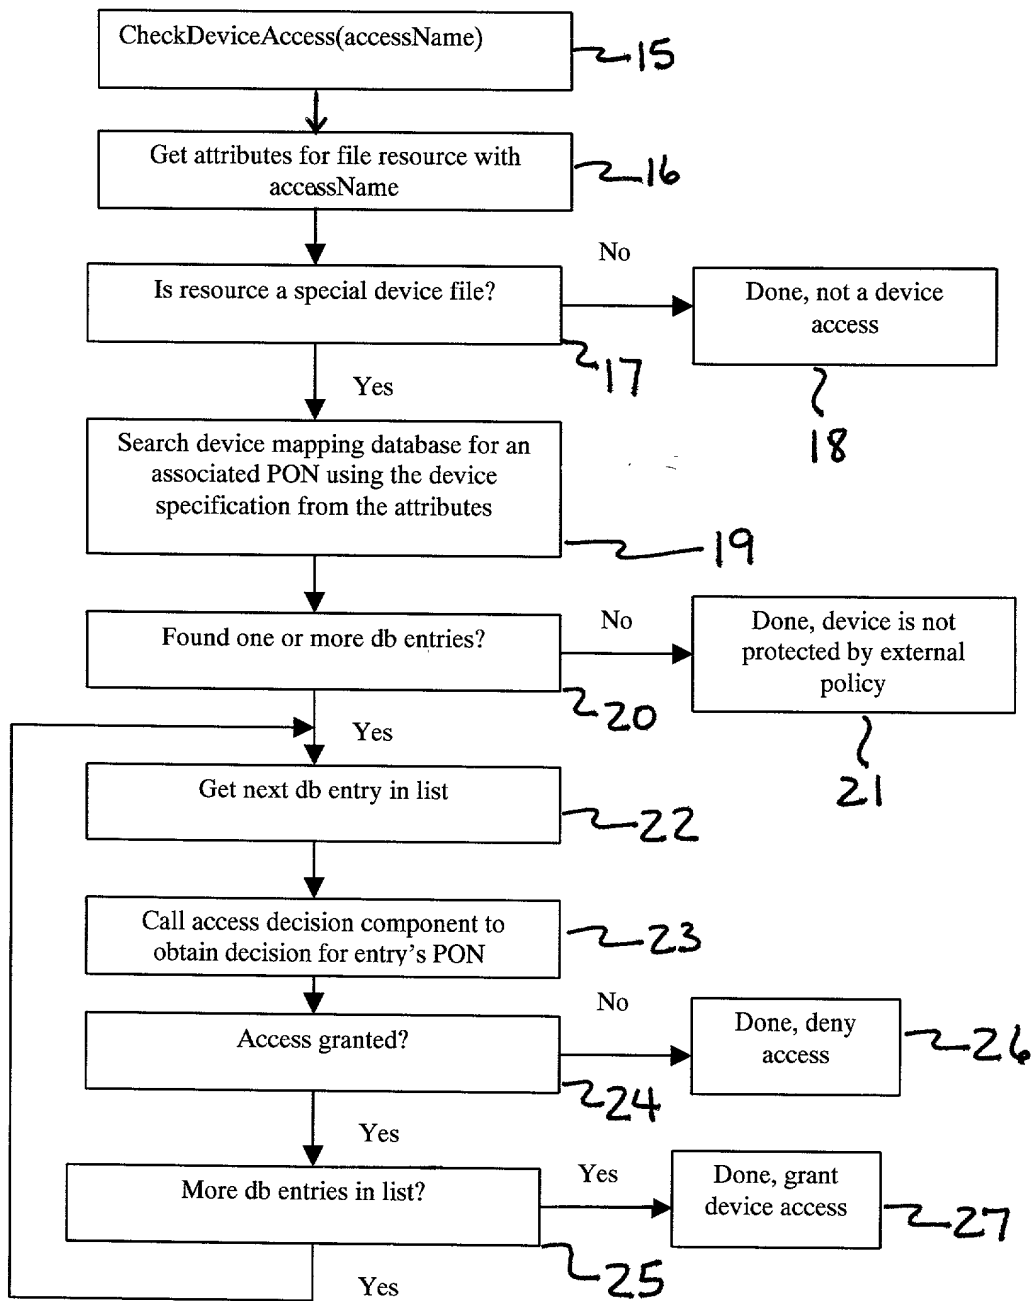 CheckDeviceAccess(accessName)
15
Get attributes for file resource with
accessName
16
No
Is resource a special device file?
17
Done, not a device
access
18
Yes
Search device mapping database for an
associated PON using the device
specification from the attributes
19
No
Found one or more db entries?
20
Done, device is not
protected by external
policy
21
Yes
Get next db entry in list
22
Call access decision component to
obtain decision for entry's PON
23
No
Access granted?
24
Done, deny
access
26
Yes
More db entries in list?
25
Yes
Done, grant
device access
27
Yes